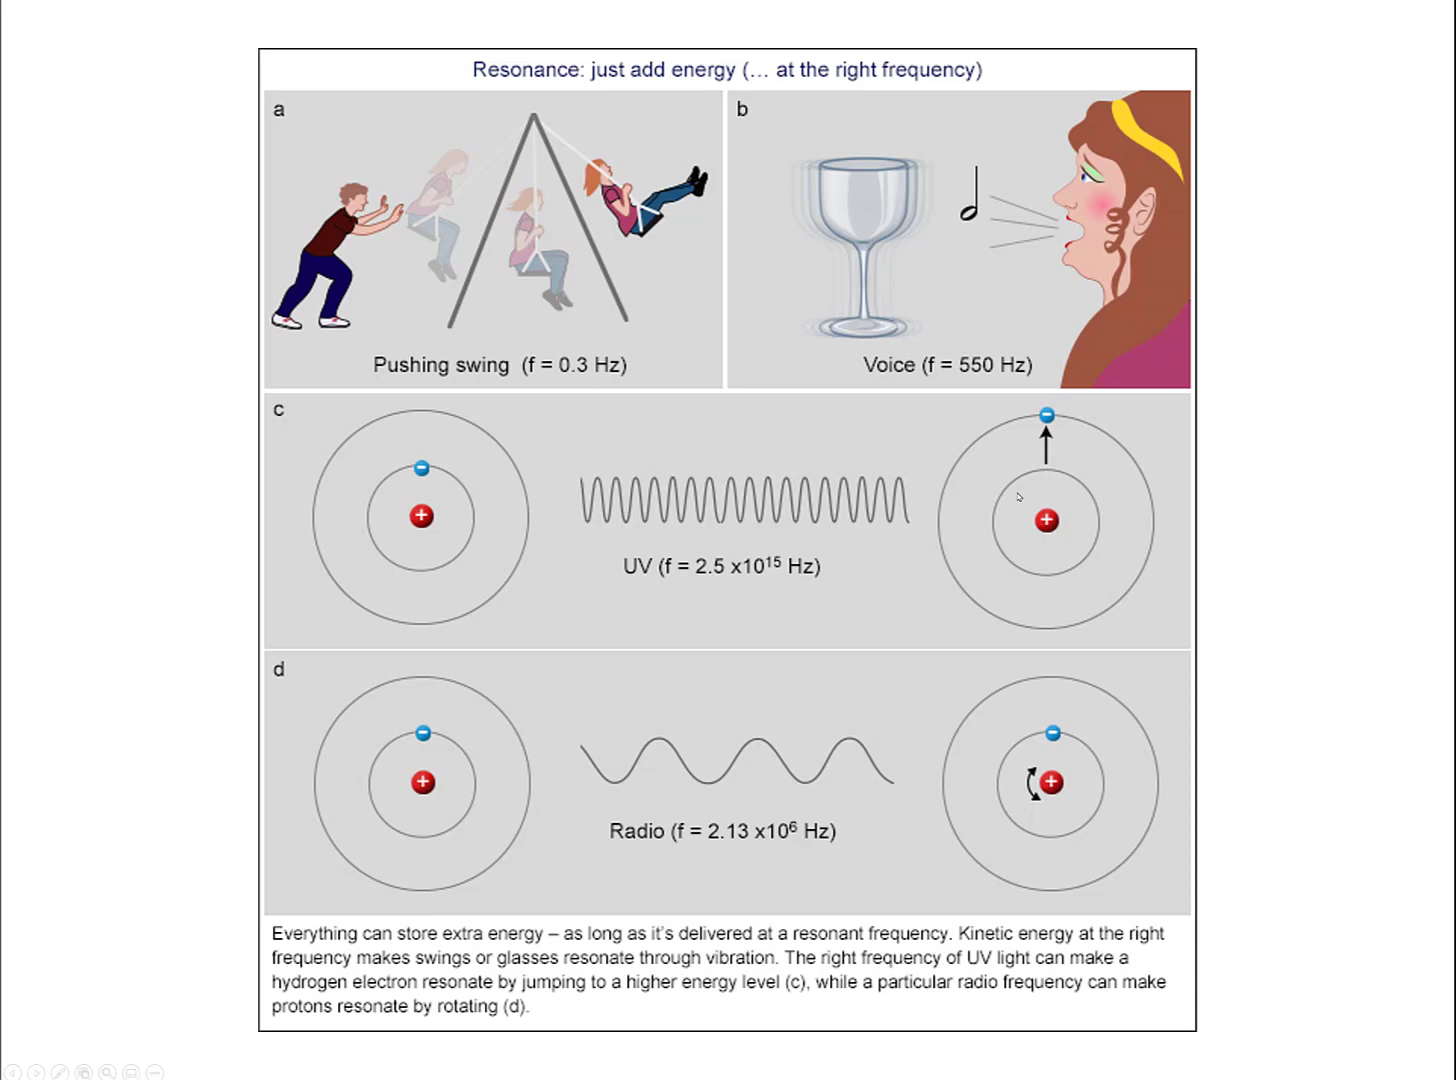 Resonance: just add energy (... at the right frequency)
a
b
Pushing swing (f = 0.3 Hz)
Voice (f = 550 Hz)
c
−
+
−
+
UV (f = 2.5 x10¹⁵ Hz)
d
−
+
−
+
Radio (f = 2.13 x10⁶ Hz)
Everything can store extra energy – as long as it's delivered at a resonant frequency. Kinetic energy at the right
frequency makes swings or glasses resonate through vibration. The right frequency of UV light can make a
hydrogen electron resonate by jumping to a higher energy level (c), while a particular radio frequency can make
protons resonate by rotating (d).